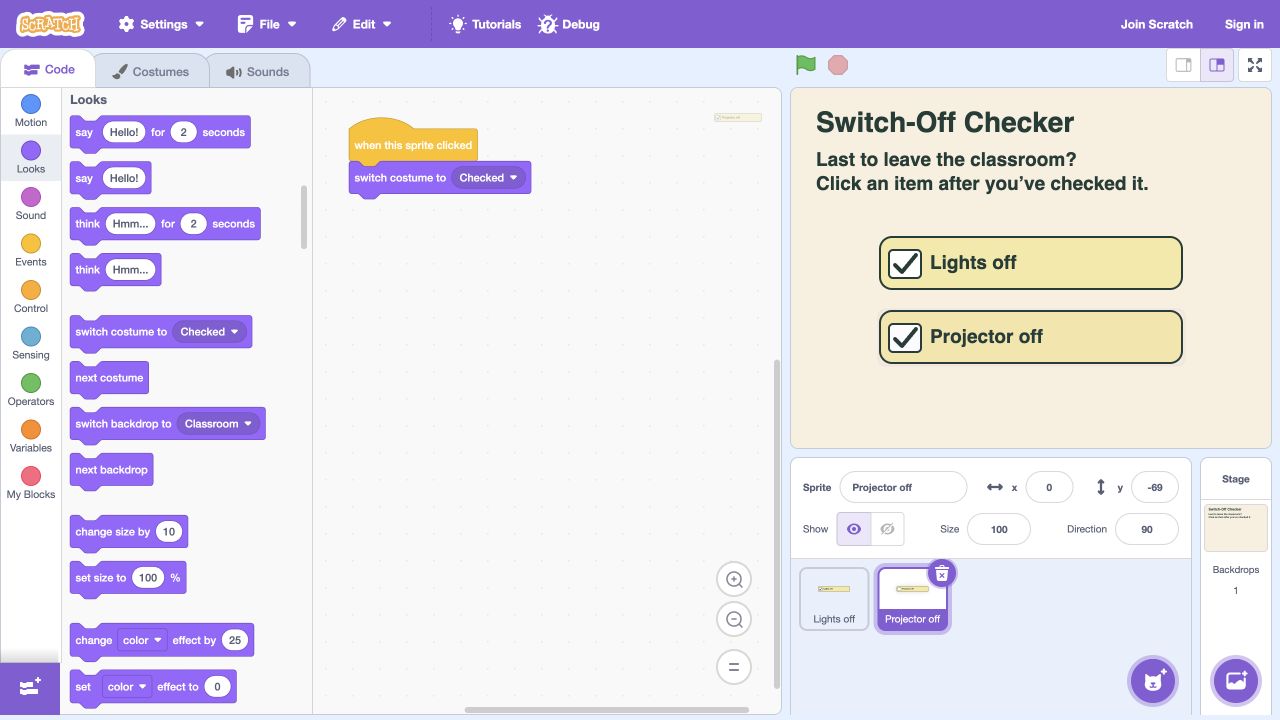 SCRATCH
Settings
File
Edit
Tutorials
Debug
Join Scratch
Sign in
Code
Costumes
Sounds
Motion
Looks
Sound
Events
Control
Sensing
Operators
Variables
My Blocks
Looks
say Hello! for 2 seconds
say Hello!
think Hmm... for 2 seconds
think Hmm...
switch costume to Checked
next costume
switch backdrop to Classroom
next backdrop
change size by 10
set size to 100 %
change color effect by 25
set color effect to 0
when this sprite clicked
switch costume to Checked
Switch-Off Checker
Last to leave the classroom?
Click an item after you’ve checked it.
Lights off
Projector off
Sprite Projector off x 0 y -69
Show Size 100 Direction 90
Lights off
Projector off
Stage
Switch-Off Checker
Backdrops
1